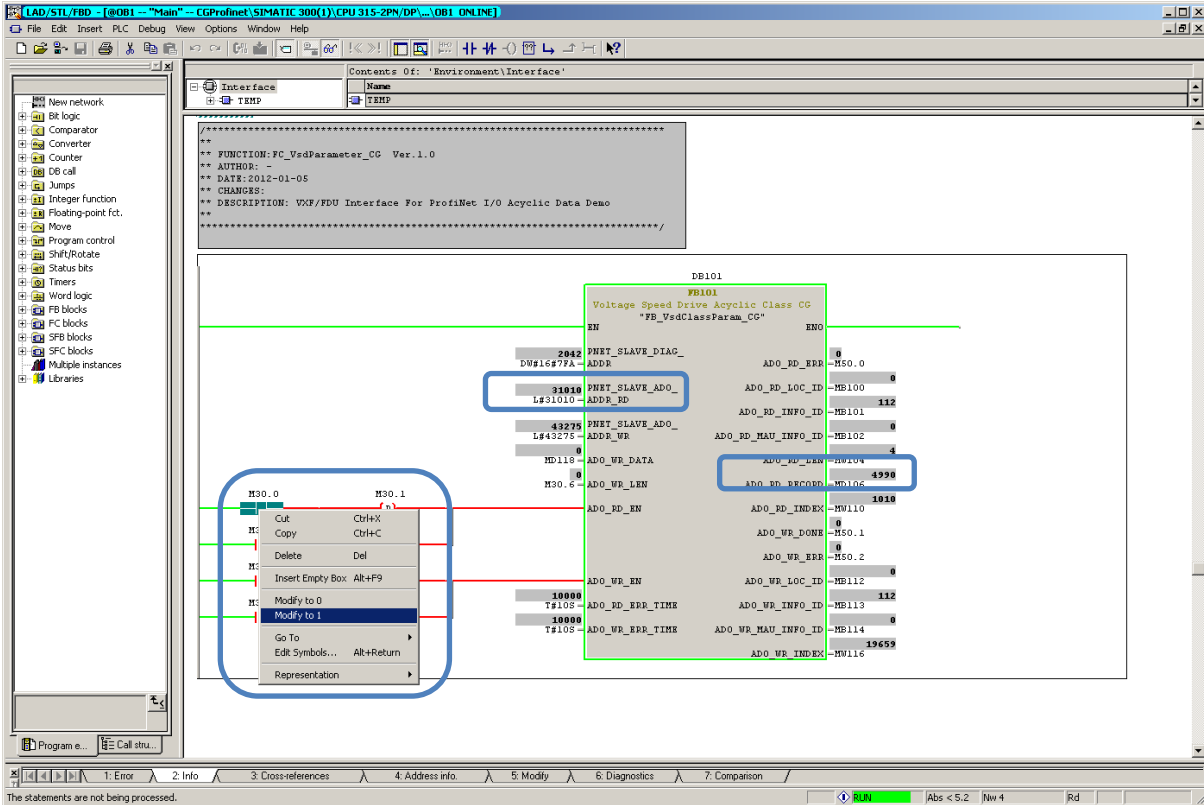 LAD/STL/FBD - [@OB1 -- "Main" -- CGProfinet\SIMATIC 300(1)\CPU 315-2PN/DP\...\OB1 ONLINE]
File Edit Insert PLC Debug View Options Window Help
Contents Of: 'Environment\Interface'
Interface
Name
TEMP
TEMP
New network
Bit logic
Comparator
Converter
Counter
DB call
Jumps
Integer function
Floating-point fct.
Move
Program control
Shift/Rotate
Status bits
Timers
Word logic
FB blocks
FC blocks
SFB blocks
SFC blocks
Multiple instances
Libraries
Program e...
Call stru...
/*****************************************************************************
**
** FUNCTION:FC_VsdParameter_CG Ver.1.0
** AUTHOR: -
** DATE:2012-01-05
** CHANGES:
** DESCRIPTION: VXF/FDU Interface For ProfiNet I/O Acyclic Data Demo
**
*****************************************************************************/
DB101
FB101
Voltage Speed Drive Acyclic Class CG
"FB_VsdClassParam_CG"
EN ENO
2042 PNET_SLAVE_DIAG_ 0
DW#16#7FA ADDR ADO_RD_ERR M50.0
0
31010 PNET_SLAVE_ADO_ ADO_RD_LOC_ID MB100
L#31010 ADDR_RD 112
ADO_RD_INFO_ID MB101
43275 PNET_SLAVE_ADO_ 0
L#43275 ADDR_WR ADO_RD_MAU_INFO_ID MB102
0 4
MD118 ADO_WR_DATA ADO_RD_LEN MW104
0 4990
M30.6 ADO_WR_LEN ADO_RD_RECORD MD106
M30.0 M30.1 1010
ADO_RD_EN ADO_RD_INDEX MW110
0
ADO_WR_DONE M50.1
0
ADO_WR_ERR M50.2
0
ADO_WR_EN ADO_WR_LOC_ID MB112
10000 112
T#10S ADO_RD_ERR_TIME ADO_WR_INFO_ID MB113
10000 0
T#10S ADO_WR_ERR_TIME ADO_WR_MAU_INFO_ID MB114
19659
ADO_WR_INDEX MW116
Cut Ctrl+X
Copy Ctrl+C
Delete Del
Insert Empty Box Alt+F9
Modify to 0
Modify to 1
Go To
Edit Symbols... Alt+Return
Representation
1: Error 2: Info 3: Cross-references 4: Address info. 5: Modify 6: Diagnostics 7: Comparison
The statements are not being processed.
RUN Abs < 5.2 Nw 4 Rd